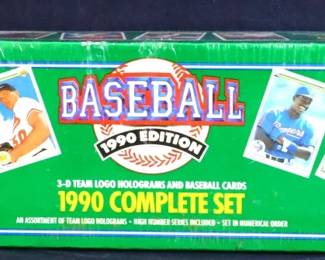 BASEBALL
1990 EDITION
3-D TEAM LOGO HOLOGRAMS AND BASEBALL CARDS
1990 COMPLETE SET
AN ASSORTMENT OF TEAM LOGO HOLOGRAMS · HIGH NUMBER SERIES INCLUDED · SET IN NUMERICAL ORDER
Rangers